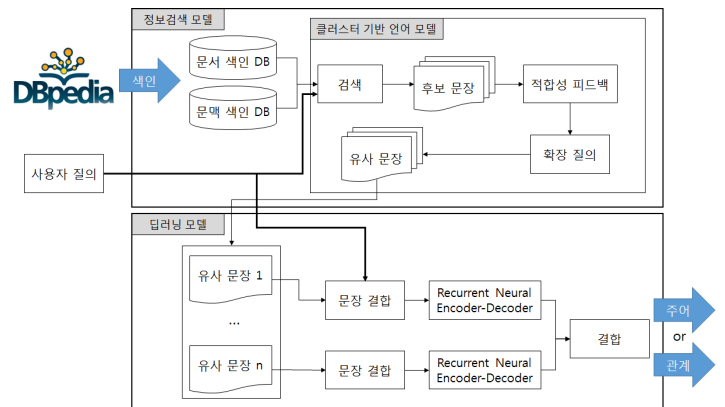 정보검색 모델
클러스터 기반 언어 모델
문서 색인 DB
DBpedia
색인
검색
후보 문장
적합성 피드백
문맥 색인 DB
유사 문장
확장 질의
사용자 질의
딥러닝 모델
유사 문장 1
문장 결합
Recurrent Neural
Encoder-Decoder
주어
...
결합
or
유사 문장 n
문장 결합
Recurrent Neural
Encoder-Decoder
관계